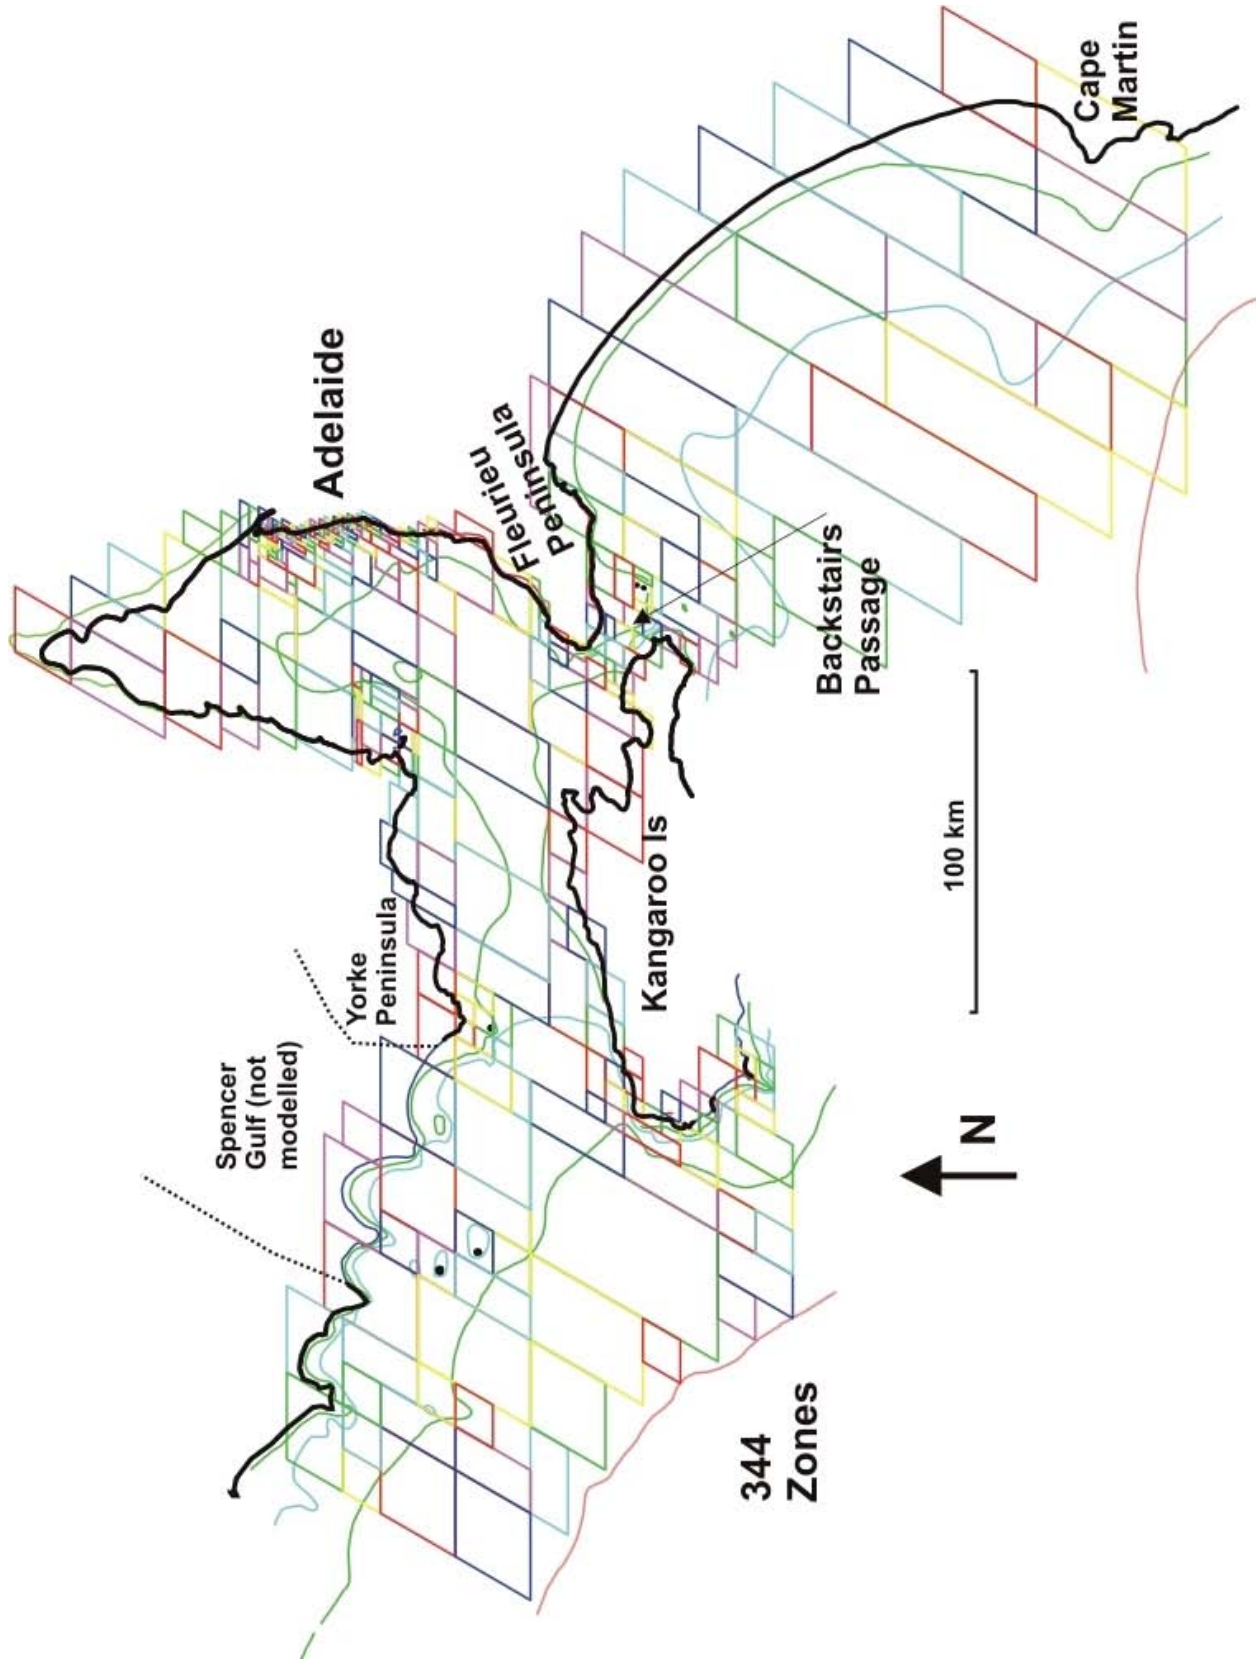 Spencer
Gulf (not
modelled)
Yorke
Peninsula
Adelaide
Fleurieu
Peninsula
Cape
Martin
Kangaroo Is
Backstairs
Passage
344
Zones
N
100 km